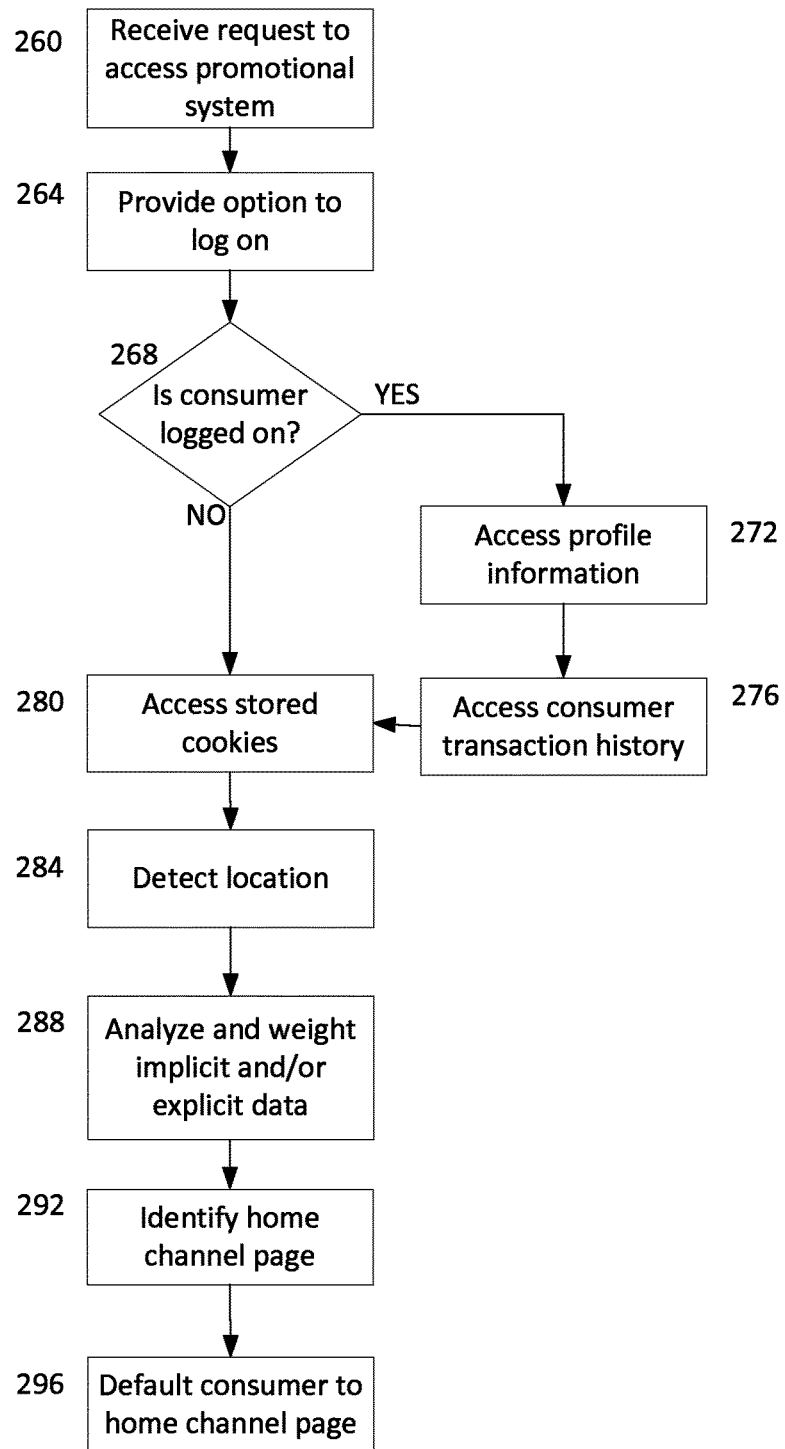 260
Receive request to
access promotional
system
264
Provide option to
log on
268
Is consumer
logged on?
YES
NO
Access profile
information
272
280
Access stored
cookies
Access consumer
transaction history
276
284
Detect location
288
Analyze and weight
implicit and/or
explicit data
292
Identify home
channel page
296
Default consumer to
home channel page